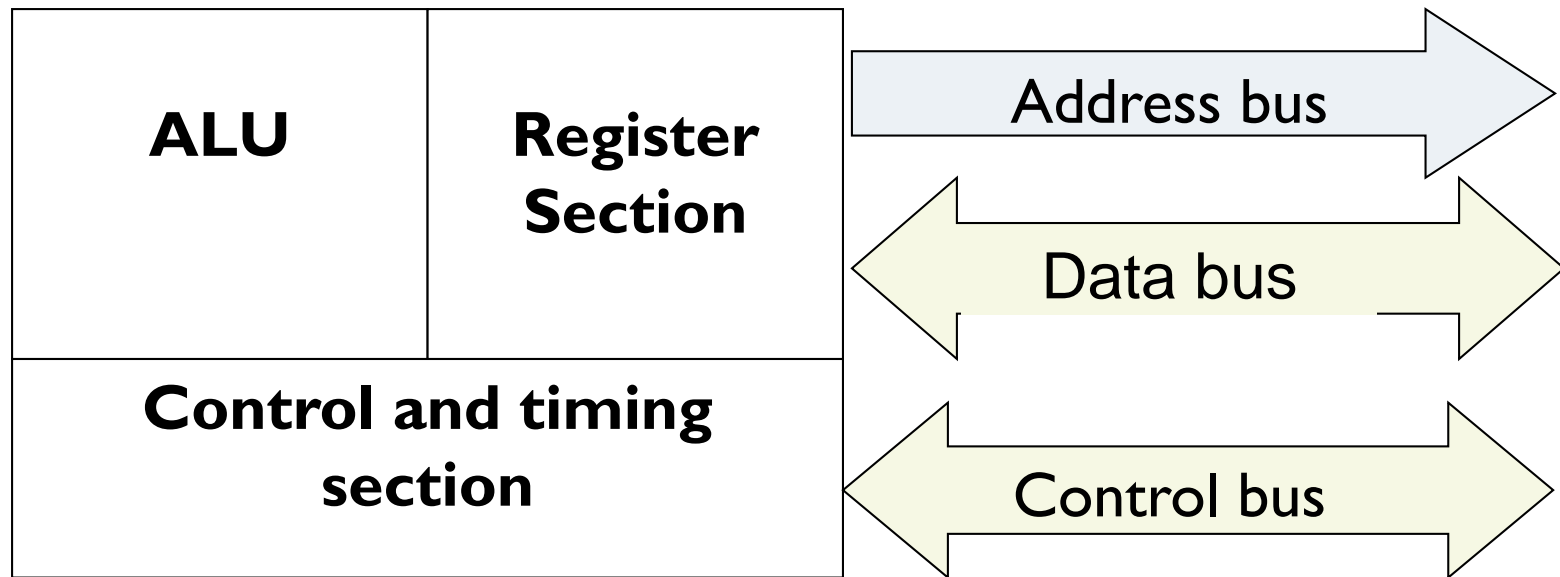 ALU
Register
Section
Control and timing
section
Address bus
Data bus
Control bus